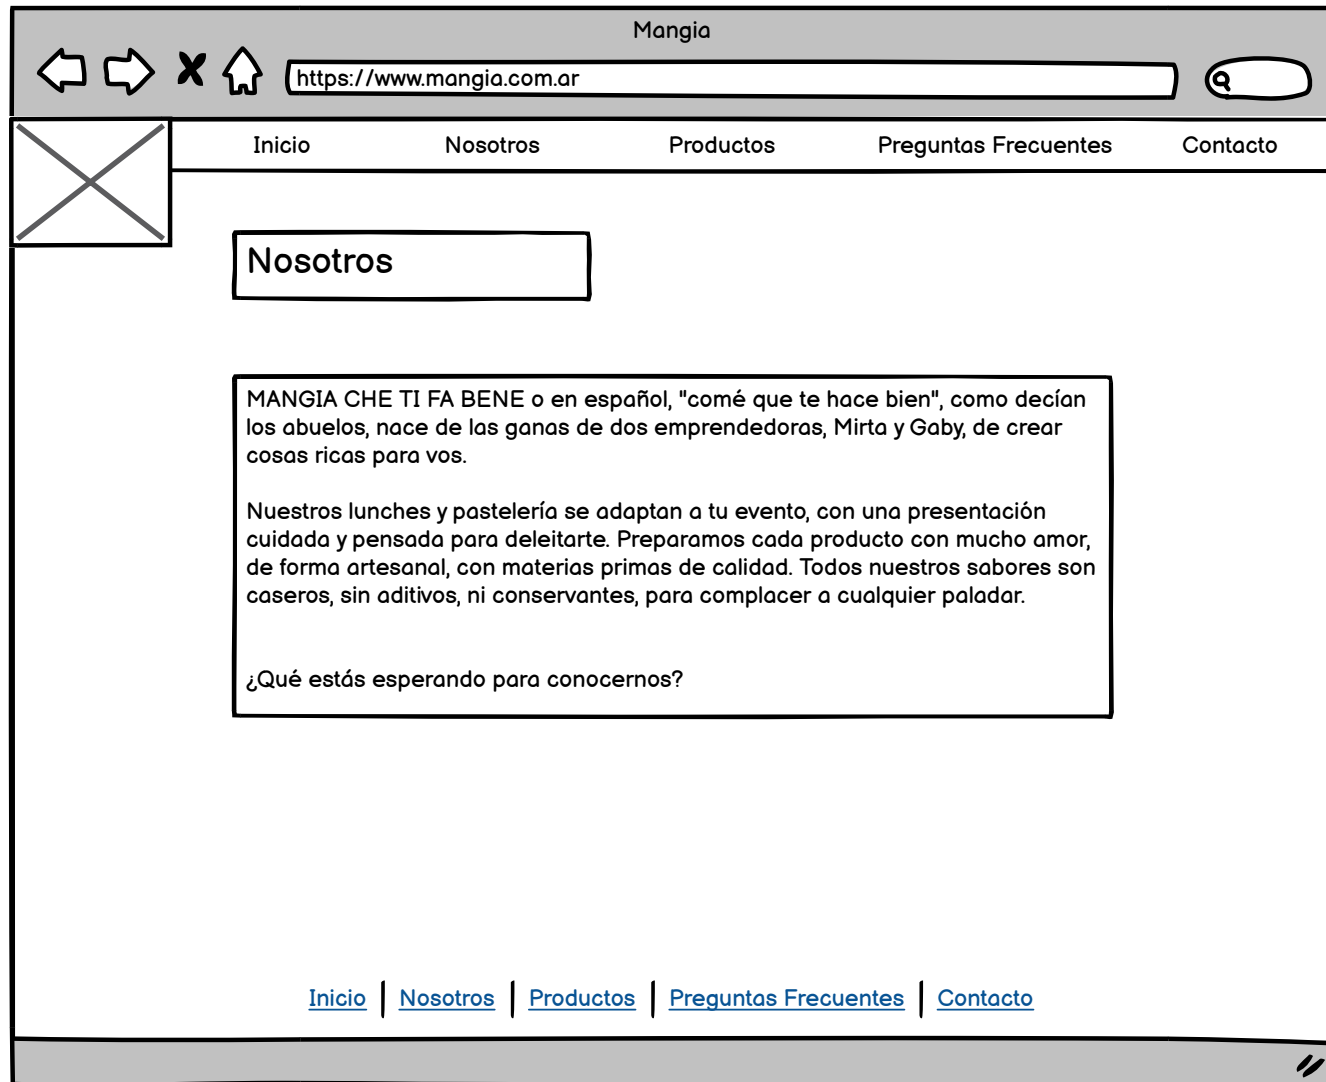 Mangia
https://www.mangia.com.ar
Inicio Nosotros Productos Preguntas Frecuentes Contacto
Nosotros
MANGIA CHE TI FA BENE o en español, "comé que te hace bien", como decían
los abuelos, nace de las ganas de dos emprendedoras, Mirta y Gaby, de crear
cosas ricas para vos.
Nuestros lunches y pastelería se adaptan a tu evento, con una presentación
cuidada y pensada para deleitarte. Preparamos cada producto con mucho amor,
de forma artesanal, con materias primas de calidad. Todos nuestros sabores son
caseros, sin aditivos, ni conservantes, para complacer a cualquier paladar.
¿Qué estás esperando para conocernos?
Inicio | Nosotros | Productos | Preguntas Frecuentes | Contacto